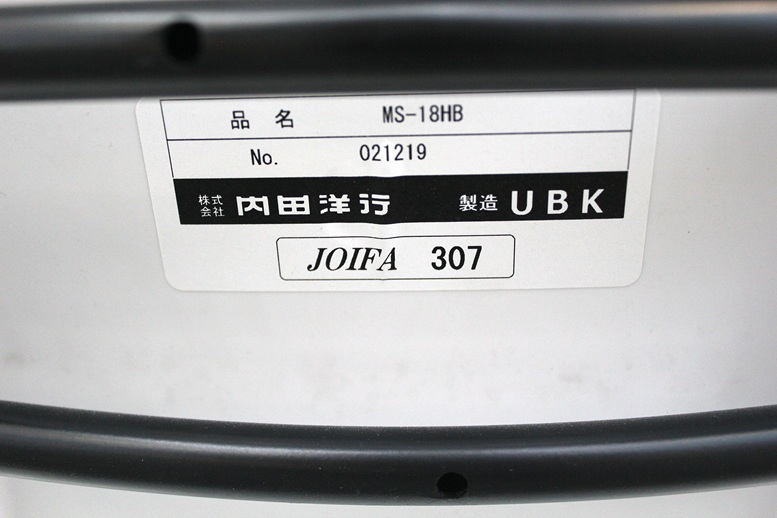 品 名 MS-18HB
No. 021219
株式会社 内田洋行 製造 UBK
JOIFA 307